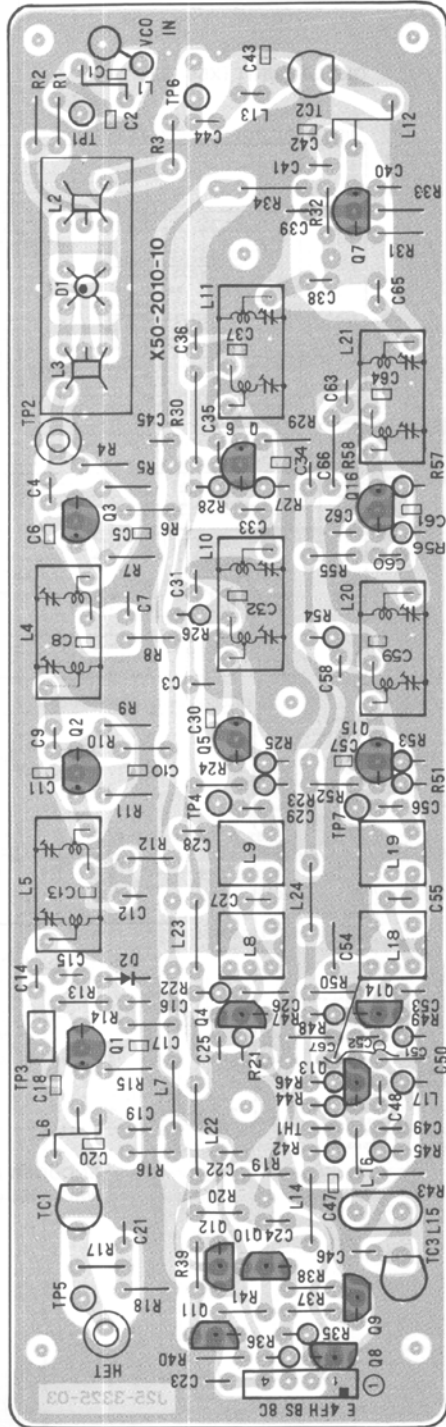 VCO
IN
C43
C1
L1
R2
R1
TP1
C2
TP6
TC2
L13
C44
C42
L12
R3
C41
C40
R33
L2
R34
C39
R32
Q7
R31
D1
X50-2010-10
C38
C65
L11
C37
C36
L21
C64
L3
TP2
C63
C45
R30
C35
Q6
R29
R58
R4
R5
C4
C34
C66
Q16
R57
Q3
R28
R27
C6
C5
R6
C33
C62
C61
R56
R7
L10
R55
C60
L4
C7
C31
C32
L20
C8
R26
R54
C59
R8
C58
C3
R9
C30
Q15
C9
Q2
R10
Q5
R25
C57
R53
C11
C10
R24
R52
R51
R11
TP4
R23
C29
TP7
C56
R12
C28
L5
L9
L19
C13
C12
C27
L24
C55
L23
L8
C54
L18
C15
D2
C14
R13
R22
R50
C16
C26
Q14
C53
R14
Q4
R47
R48
R49
TP3
Q1
C17
C25
C67
C52
C51
C50
R21
Q13
C18
R15
L7
R46
L17
R44
C48
L6
C19
L22
TH1
C49
C20
R16
R42
R45
C22
R19
L16
R43
TC1
R20
L14
C47
L15
C21
Q12
Q10
C24
C46
TC3
R17
R39
R38
R41
R37
TP5
R18
Q11
Q9
R36
R35
HET
R40
Q8
C23
4
1
1
E 4FH BS 8C
J25-3325-03